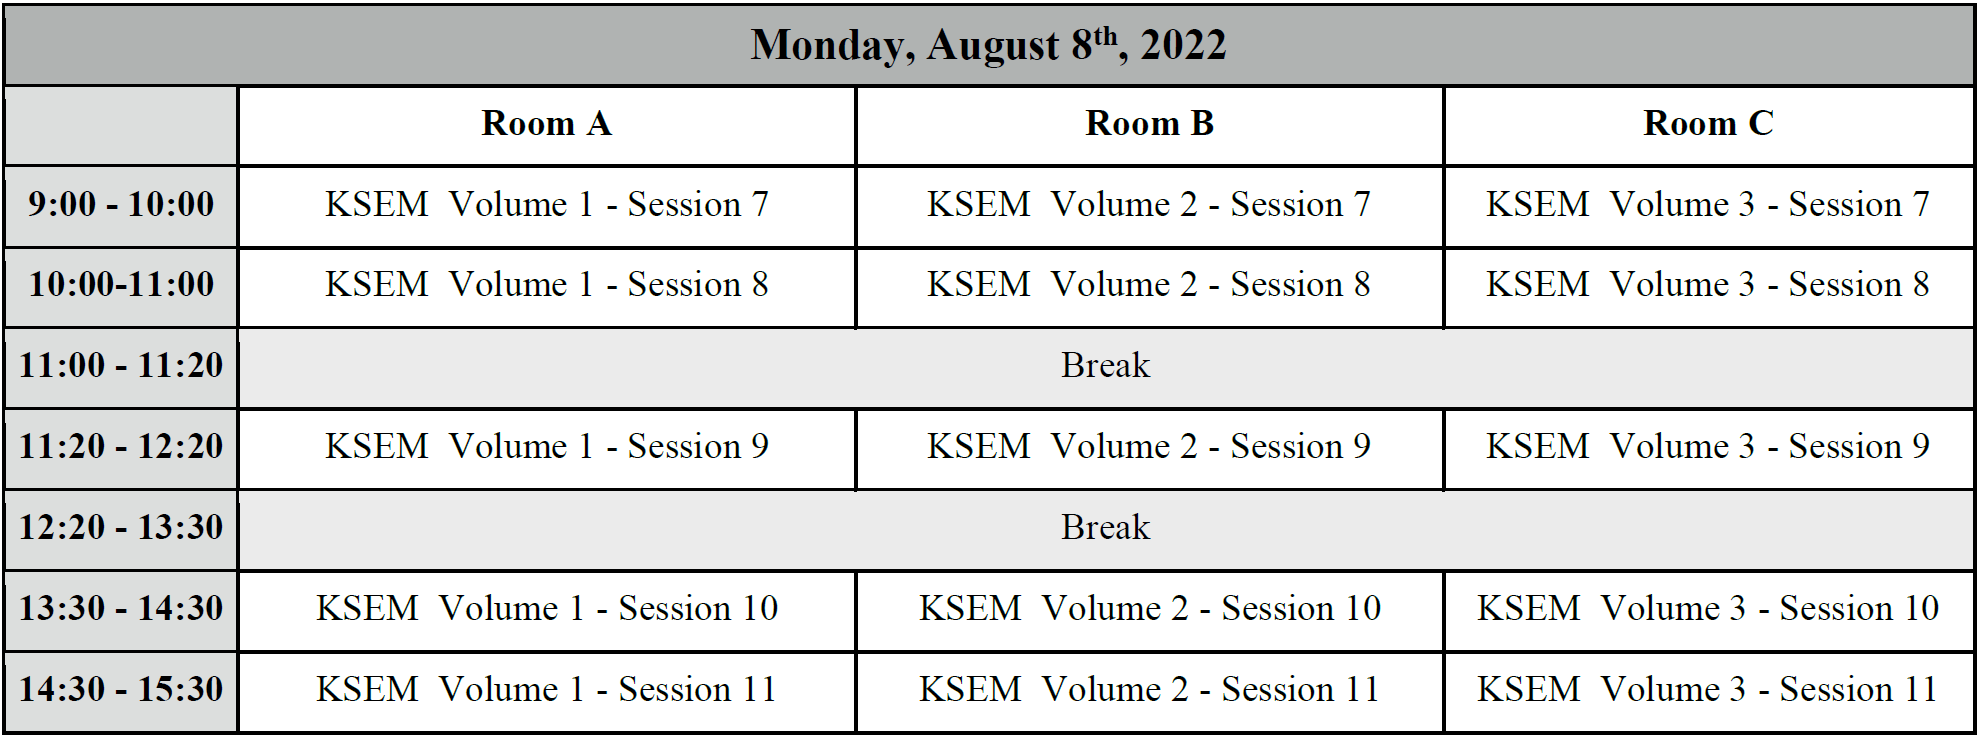 Monday, August 8th, 2022
Room A Room B Room C
9:00 - 10:00 KSEM Volume 1 - Session 7 KSEM Volume 2 - Session 7 KSEM Volume 3 - Session 7
10:00-11:00 KSEM Volume 1 - Session 8 KSEM Volume 2 - Session 8 KSEM Volume 3 - Session 8
11:00 - 11:20 Break
11:20 - 12:20 KSEM Volume 1 - Session 9 KSEM Volume 2 - Session 9 KSEM Volume 3 - Session 9
12:20 - 13:30 Break
13:30 - 14:30 KSEM Volume 1 - Session 10 KSEM Volume 2 - Session 10 KSEM Volume 3 - Session 10
14:30 - 15:30 KSEM Volume 1 - Session 11 KSEM Volume 2 - Session 11 KSEM Volume 3 - Session 11